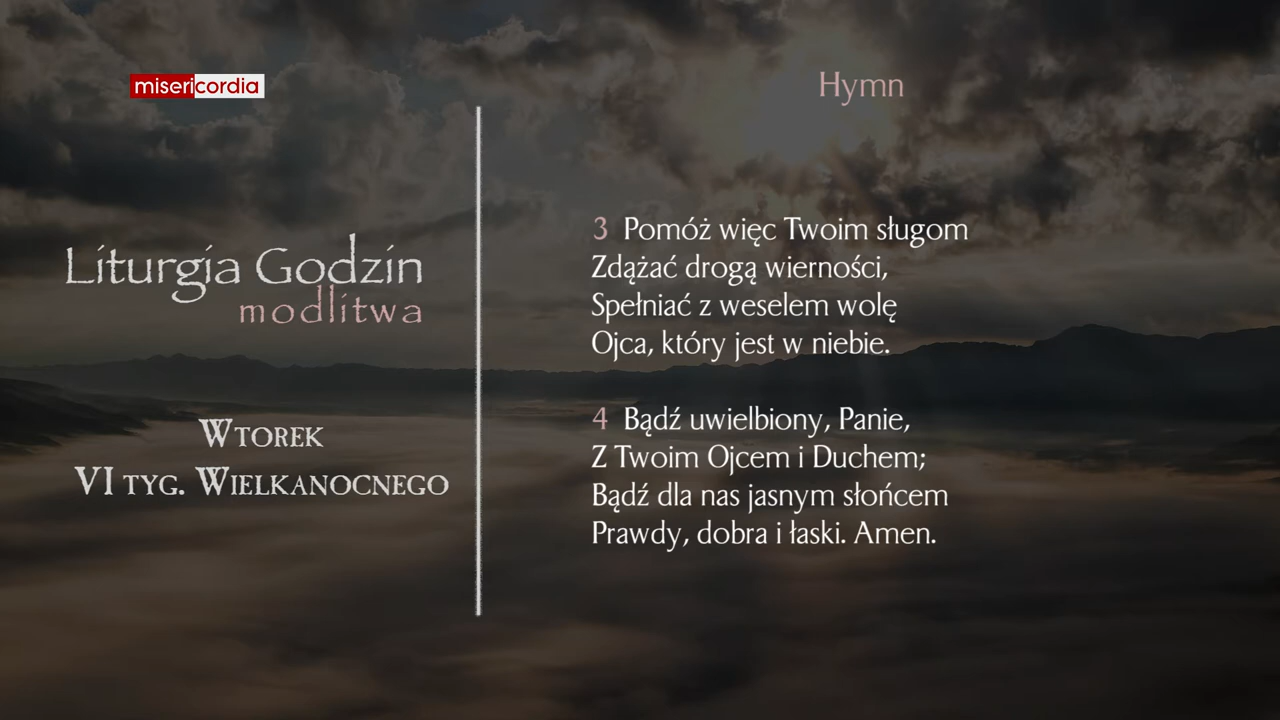 misericordia
Liturgia Godzin
modlitwa
Wtorek
VI tyg. Wielkanocnego
Hymn
3 Pomóż więc Twoim sługom
Zdążać drogą wierności,
Spełniać z weselem wolę
Ojca, który jest w niebie.
4 Bądź uwielbiony, Panie,
Z Twoim Ojcem i Duchem;
Bądź dla nas jasnym słońcem
Prawdy, dobra i łaski. Amen.